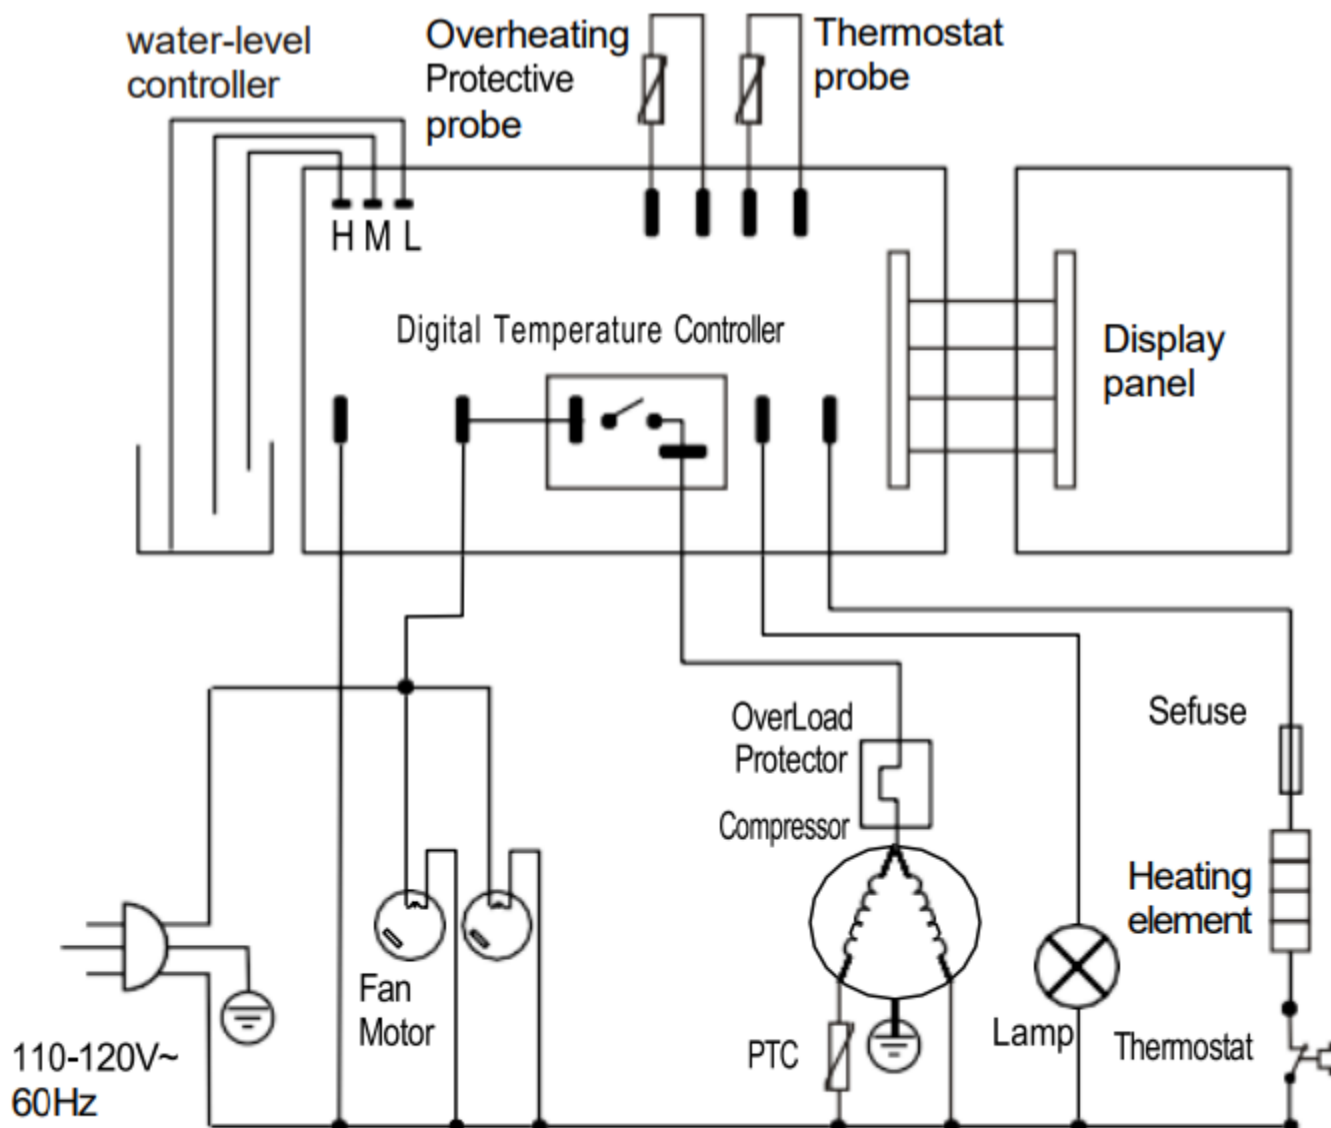 water-level
controller
Overheating
Protective
probe
Thermostat
probe
H M L
Digital Temperature Controller
Display
panel
OverLoad
Protector
Compressor
Sefuse
Heating
element
Fan
Motor
PTC
Lamp
Thermostat
110-120V~
60Hz